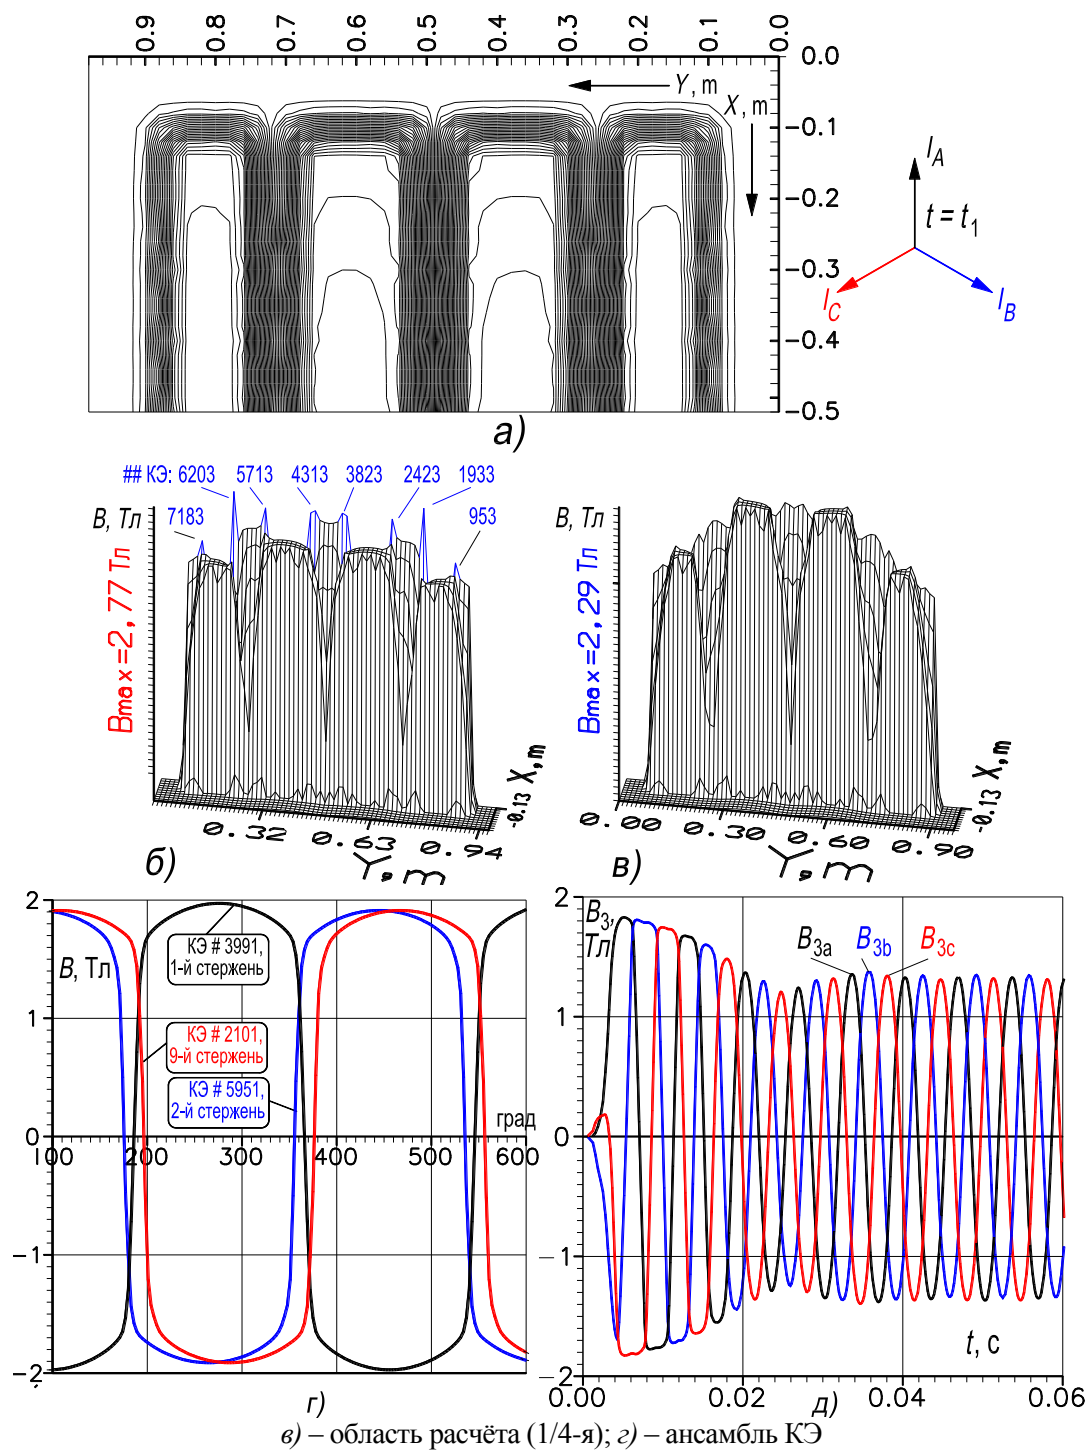 0.9 0.8 0.7 0.6 0.5 0.4 0.3 0.2 0.1 0.0
0.0
Y, m
X, m
−0.1
−0.2
−0.3
−0.4
−0.5
I_A
t = t_1
I_C
I_B
а)
## КЭ: 6203 5713 4313 3823 2423 1933
7183
953
B, Тл
Bmax=2,77 Тл
0.32 0.63 0.94
Y, m
-0.13 X, m
б)
B, Тл
Bmax=2,29 Тл
0.00 0.30 0.60 0.90
Y, m
-0.13 X, m
в)
2
B, Тл
1
0
−1
−2
КЭ # 3991,
1-й стержень
КЭ # 2101,
9-й стержень
КЭ # 5951,
2-й стержень
град
100 200 300 400 500 600
г)
2
B_3,
Тл
1
0
−1
−2
B_3a B_3b B_3c
t, с
0.00 0.02 0.04 0.06
д)
в) – область расчёта (1/4-я); г) – ансамбль КЭ